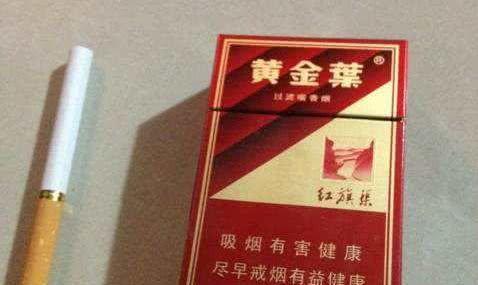 黄金葉®
过滤嘴香烟
红旗渠
吸烟有害健康
尽早戒烟有益健康